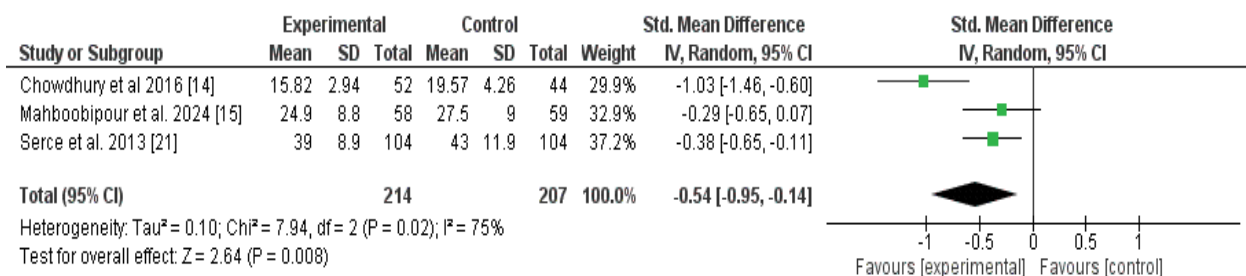 Experimental Control Std. Mean Difference Std. Mean Difference
Study or Subgroup Mean SD Total Mean SD Total Weight IV, Random, 95% CI IV, Random, 95% CI
Chowdhury et al 2016 [14] 15.82 2.94 52 19.57 4.26 44 29.9% -1.03 [-1.46, -0.60]
Mahboobipour et al. 2024 [15] 24.9 8.8 58 27.5 9 59 32.9% -0.29 [-0.65, 0.07]
Serce et al. 2013 [21] 39 8.9 104 43 11.9 104 37.2% -0.38 [-0.65, -0.11]
Total (95% CI) 214 207 100.0% -0.54 [-0.95, -0.14]
Heterogeneity: Tau² = 0.10; Chi² = 7.94, df = 2 (P = 0.02); I² = 75%
Test for overall effect: Z = 2.64 (P = 0.008)
-1 -0.5 0 0.5 1
Favours [experimental] Favours [control]